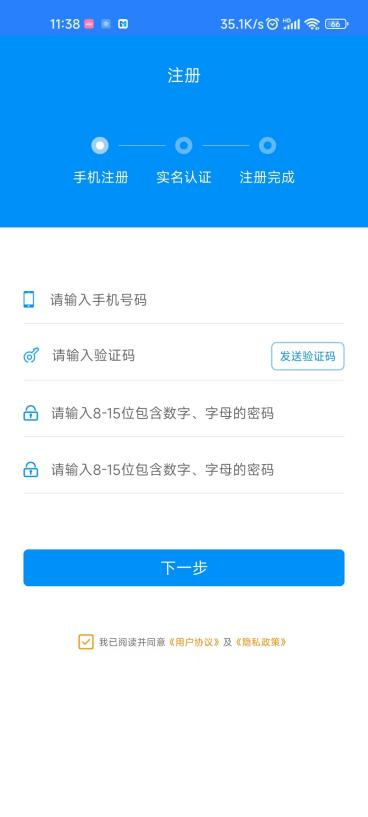 11:38
35.1K/s
HD
66
注册
手机注册 实名认证 注册完成
请输入手机号码
请输入验证码 发送验证码
请输入8-15位包含数字、字母的密码
请输入8-15位包含数字、字母的密码
下一步
我已阅读并同意《用户协议》及《隐私政策》